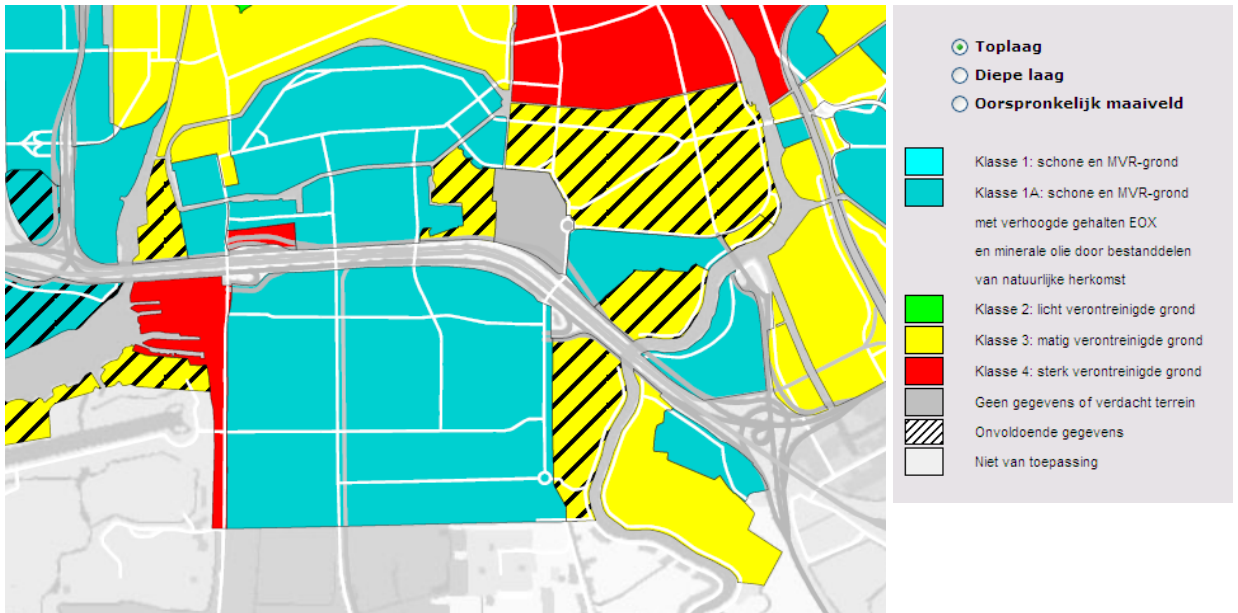 Toplaag
Diepe laag
Oorspronkelijk maaiveld
Klasse 1: schone en MVR-grond
Klasse 1A: schone en MVR-grond
met verhoogde gehalten EOX
en minerale olie door bestanddelen
van natuurlijke herkomst
Klasse 2: licht verontreinigde grond
Klasse 3: matig verontreinigde grond
Klasse 4: sterk verontreinigde grond
Geen gegevens of verdacht terrein
Onvoldoende gegevens
Niet van toepassing